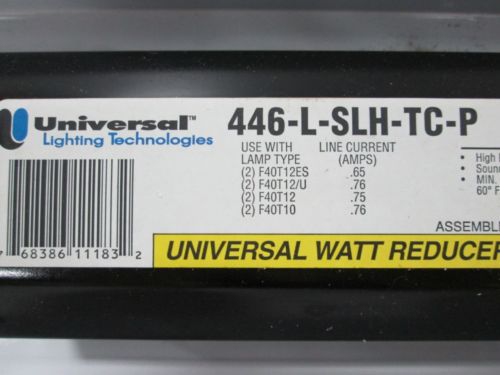 Universal™ 446-L-SLH-TC-P
Lighting Technologies
USE WITH LINE CURRENT
LAMP TYPE (AMPS)
(2) F40T12ES .65
(2) F40T12/U .76
(2) F40T12 .75
(2) F40T10 .76
• High
• Soun
• MIN.
60° F
68386 11183 2
ASSEMBL
UNIVERSAL WATT REDUCER